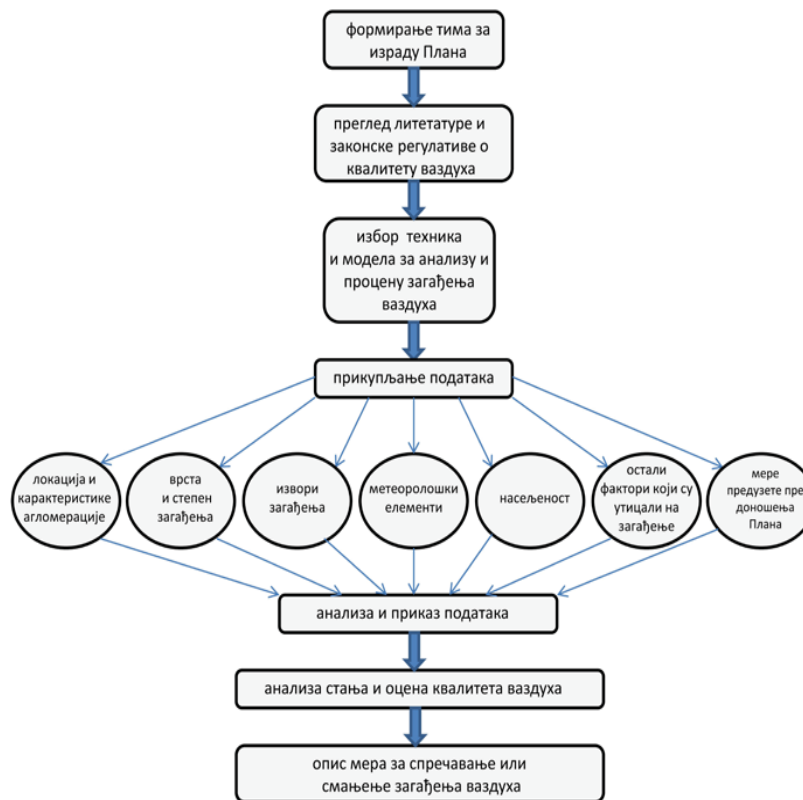 формирање тима за
израду Плана
преглед литетатуре и
законске регулативе о
квалитету ваздуха
избор техника
и модела за анализу и
процену загађења
ваздуха
прикупљање података
локација и
карактеристике
агломерације
врста
и степен
загађења
извори
загађења
метеоролошки
елементи
насељеност
остали
фактори који су
утицали на
загађење
мере
предузете пре
доношења
Плана
анализа и приказ података
анализа стања и оцена квалитета ваздуха
опис мера за спречавање или
смањење загађења ваздуха